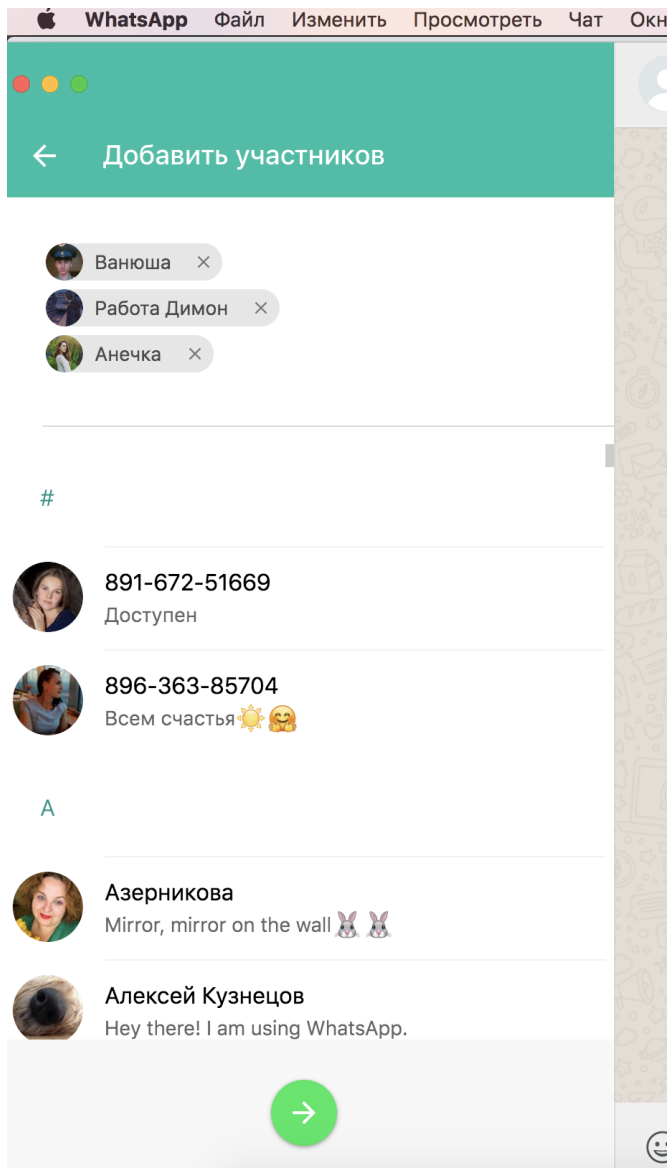 WhatsApp Файл Изменить Просмотреть Чат
Добавить участников
Ванюша
Работа Димон
Анечка
#
891-672-51669
Доступен
896-363-85704
Всем счастья☀️🤗
А
Азерникова
Mirror, mirror on the wall🐰🐰
Алексей Кузнецов
Hey there! I am using WhatsApp.